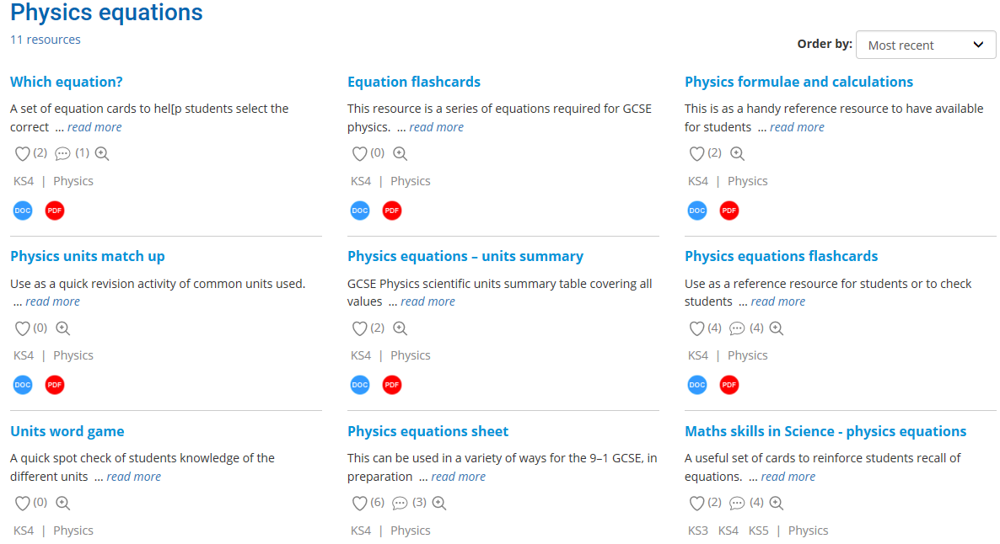 Physics equations
11 resources
Order by: Most recent
Which equation?
A set of equation cards to hel[p students select the
correct ... read more
(2) (1)
KS4 | Physics
DOC PDF
Equation flashcards
This resource is a series of equations required for GCSE
physics. ... read more
(0)
KS4 | Physics
DOC PDF
Physics formulae and calculations
This is as a handy reference resource to have available
for students ... read more
(2)
KS4 | Physics
DOC PDF
Physics units match up
Use as a quick revision activity of common units used.
... read more
(0)
KS4 | Physics
DOC PDF
Physics equations – units summary
GCSE Physics scientific units summary table covering all
values ... read more
(2)
KS4 | Physics
DOC PDF
Physics equations flashcards
Use as a reference resource for students or to check
students ... read more
(4) (4)
KS4 | Physics
DOC PDF
Units word game
A quick spot check of students knowledge of the
different units ... read more
(0)
KS4 | Physics
Physics equations sheet
This can be used in a variety of ways for the 9–1 GCSE, in
preparation ... read more
(6) (3)
KS4 | Physics
Maths skills in Science - physics equations
A useful set of cards to reinforce students recall of
equations. ... read more
(2) (4)
KS3 KS4 KS5 | Physics